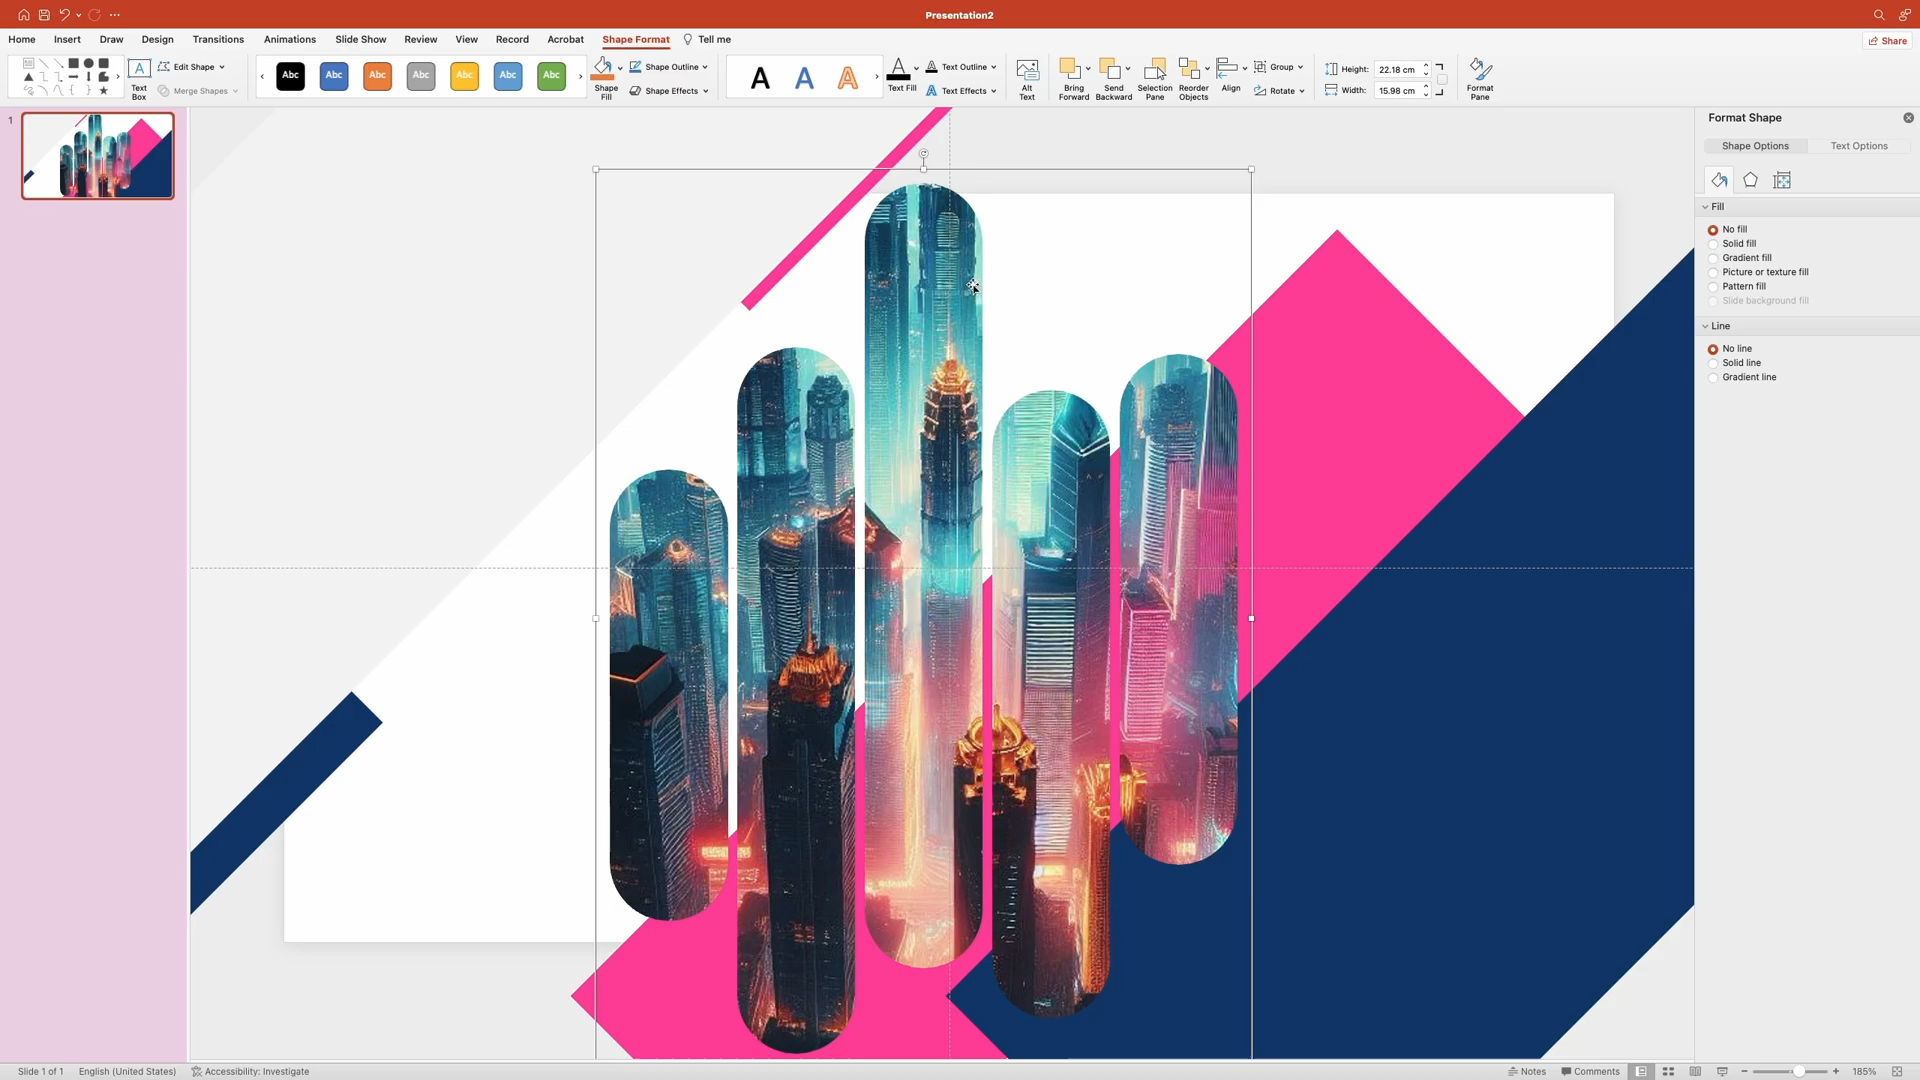 Presentation2
Home Insert Draw Design Transitions Animations Slide Show Review View Record Acrobat Shape Format Tell me
Share
Text Box
Edit Shape
Merge Shapes
Abc Abc Abc Abc Abc Abc Abc
Shape Fill
Shape Outline
Shape Effects
A A A
Text Fill
Text Outline
Text Effects
Alt Text
Bring Forward
Send Backward
Selection Pane
Reorder Objects
Align
Group
Rotate
Height: 22.18 cm
Width: 15.98 cm
Format Pane
1
Format Shape
Shape Options Text Options
Fill
No fill
Solid fill
Gradient fill
Picture or texture fill
Pattern fill
Slide background fill
Line
No line
Solid line
Gradient line
Slide 1 of 1 English (United States) Accessibility: Investigate Notes Comments 185%